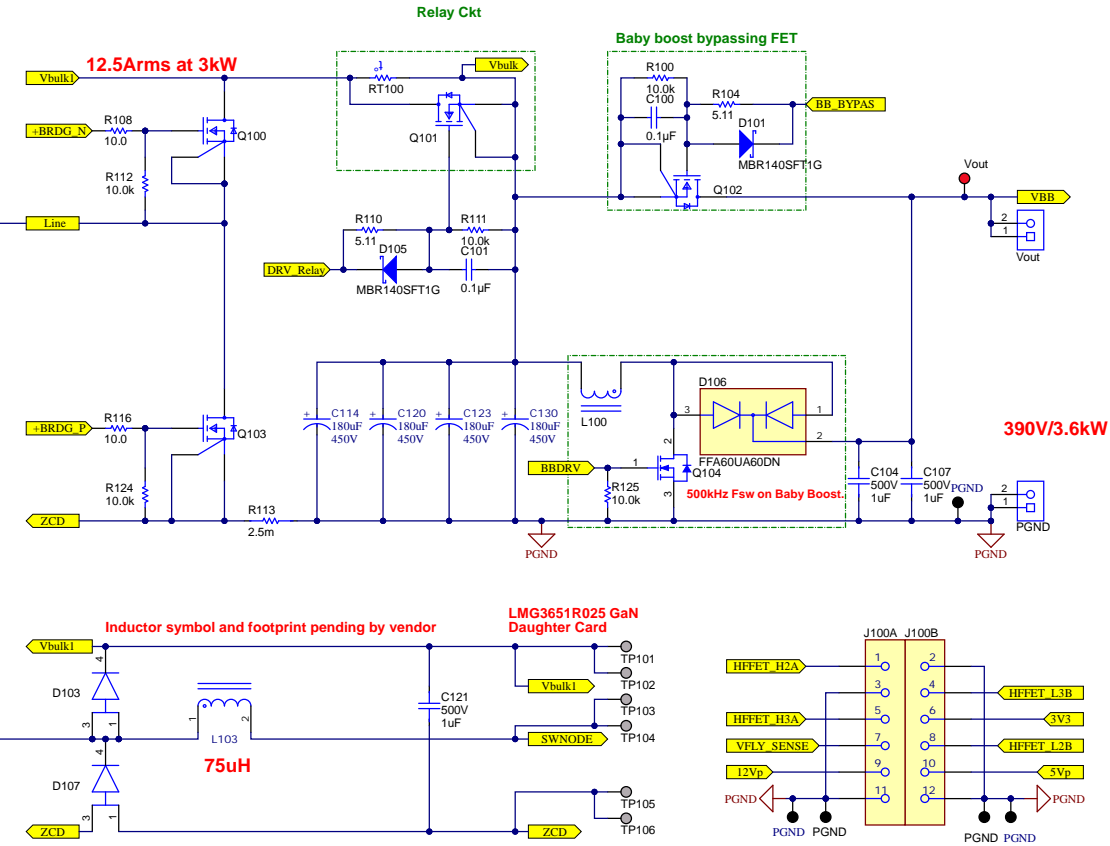 Relay Ckt
12.5Arms at 3kW
Baby boost bypassing FET
Vbulk1
Vbulk
RT100
R100
10.0k
C100
0.1µF
R104
5.11
BB_BYPAS
D101
MBR140SFT1G
+BRDG_N
R108
10.0
Q100
Q101
R112
10.0k
Q102
Vout
VBB
Line
R110
5.11
R111
10.0k
2
1
Vout
D105
C101
DRV_Relay
MBR140SFT1G
0.1µF
D106
+BRDG_P
R116
10.0
Q103
C114
180uF
450V
C120
180uF
450V
C123
180uF
450V
C130
180uF
450V
L100
3
1
2
2
FFA60UA60DN
390V/3.6kW
BBDRV
1
Q104
3
R125
10.0k
500kHz Fsw on Baby Boost.
C104
500V
1uF
C107
500V
1uF
PGND
2
1
PGND
R124
10.0k
ZCD
R113
2.5m
PGND
PGND
Inductor symbol and footprint pending by vendor
LMG3651R025 GaN
Daughter Card
J100A
J100B
Vbulk1
4
D103
3
1
1
2
L103
75uH
C121
500V
1uF
TP101
TP102
Vbulk1
TP103
SWNODE
TP104
4
D107
3
1
ZCD
ZCD
TP105
TP106
HFFET_H2A
1
2
3
4
HFFET_L3B
HFFET_H3A
5
6
3V3
VFLY_SENSE
7
8
HFFET_L2B
12Vp
9
10
5Vp
PGND
11
12
PGND
PGND
PGND
PGND
PGND